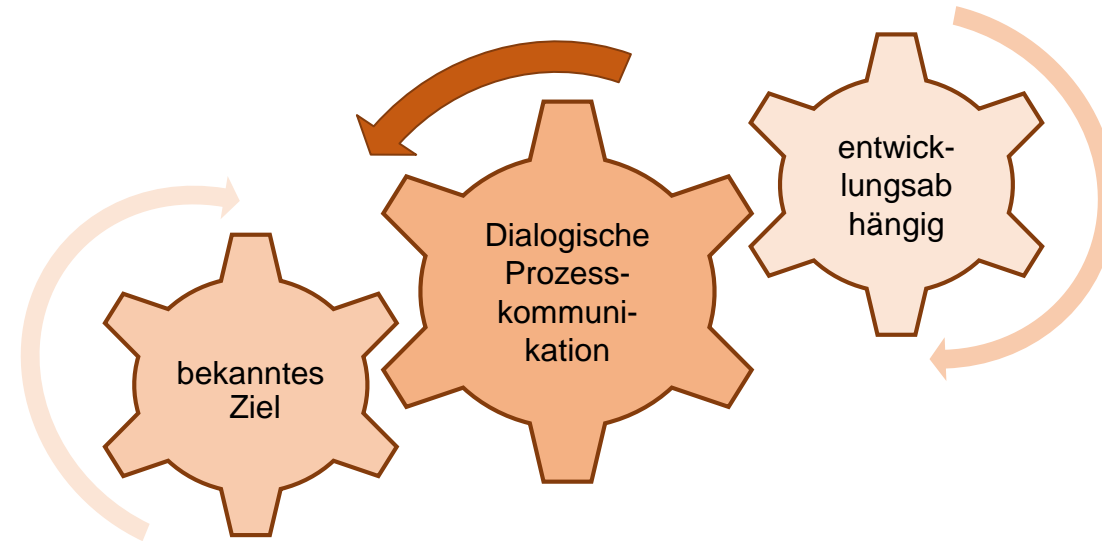 bekanntes
Ziel
Dialogische
Prozess-
kommuni-
kation
entwick-
lungsab
hängig